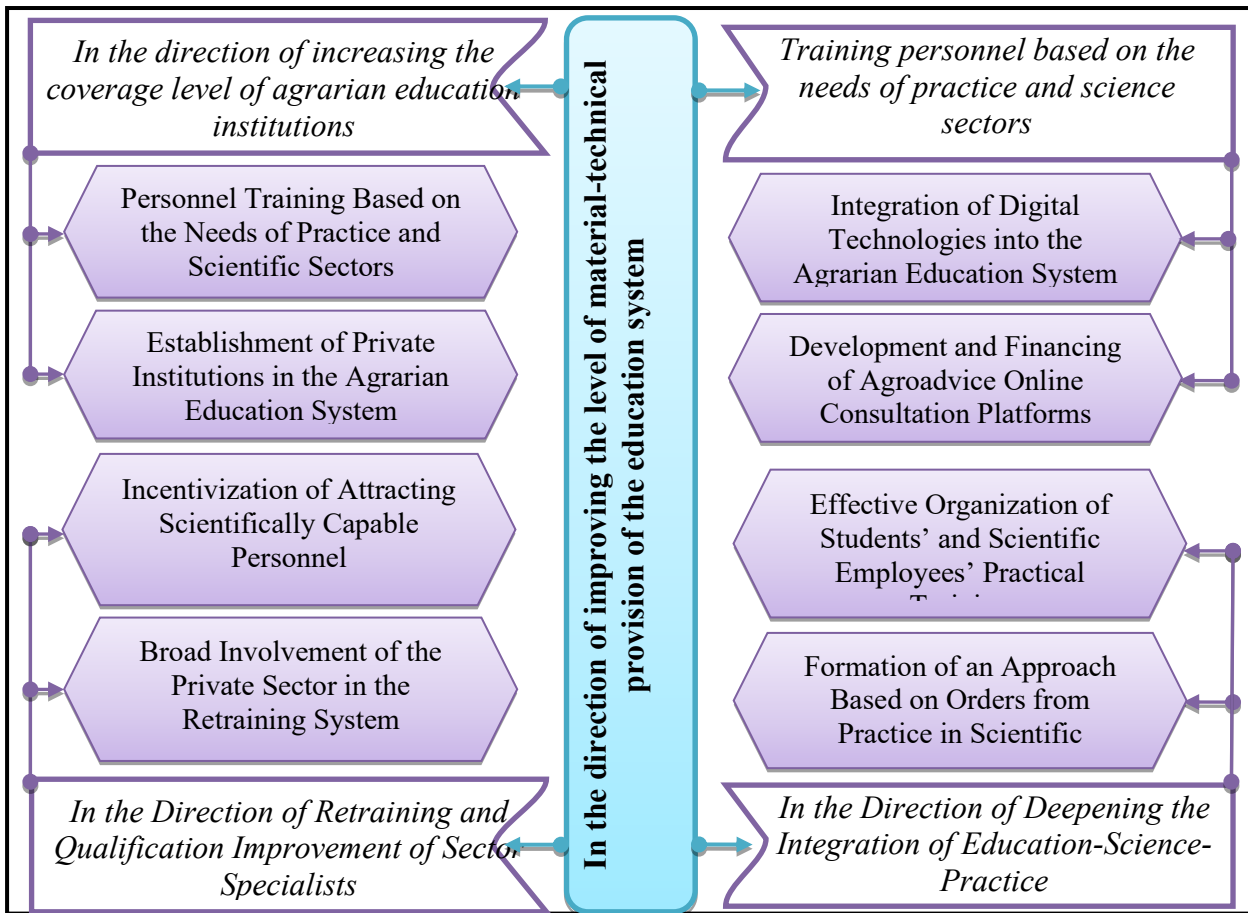 In the direction of increasing the
coverage level of agrarian education
institutions
Personnel Training Based on
the Needs of Practice and
Scientific Sectors
Establishment of Private
Institutions in the Agrarian
Education System
Incentivization of Attracting
Scientifically Capable
Personnel
Broad Involvement of the
Private Sector in the
Retraining System
In the Direction of Retraining and
Qualification Improvement of Sector
Specialists
In the direction of improving the level of material-technical
provision of the education system
Training personnel based on the
needs of practice and science
sectors
Integration of Digital
Technologies into the
Agrarian Education System
Development and Financing
of Agroadvice Online
Consultation Platforms
Effective Organization of
Students’ and Scientific
Employees’ Practical
Formation of an Approach
Based on Orders from
Practice in Scientific
In the Direction of Deepening the
Integration of Education-Science-
Practice